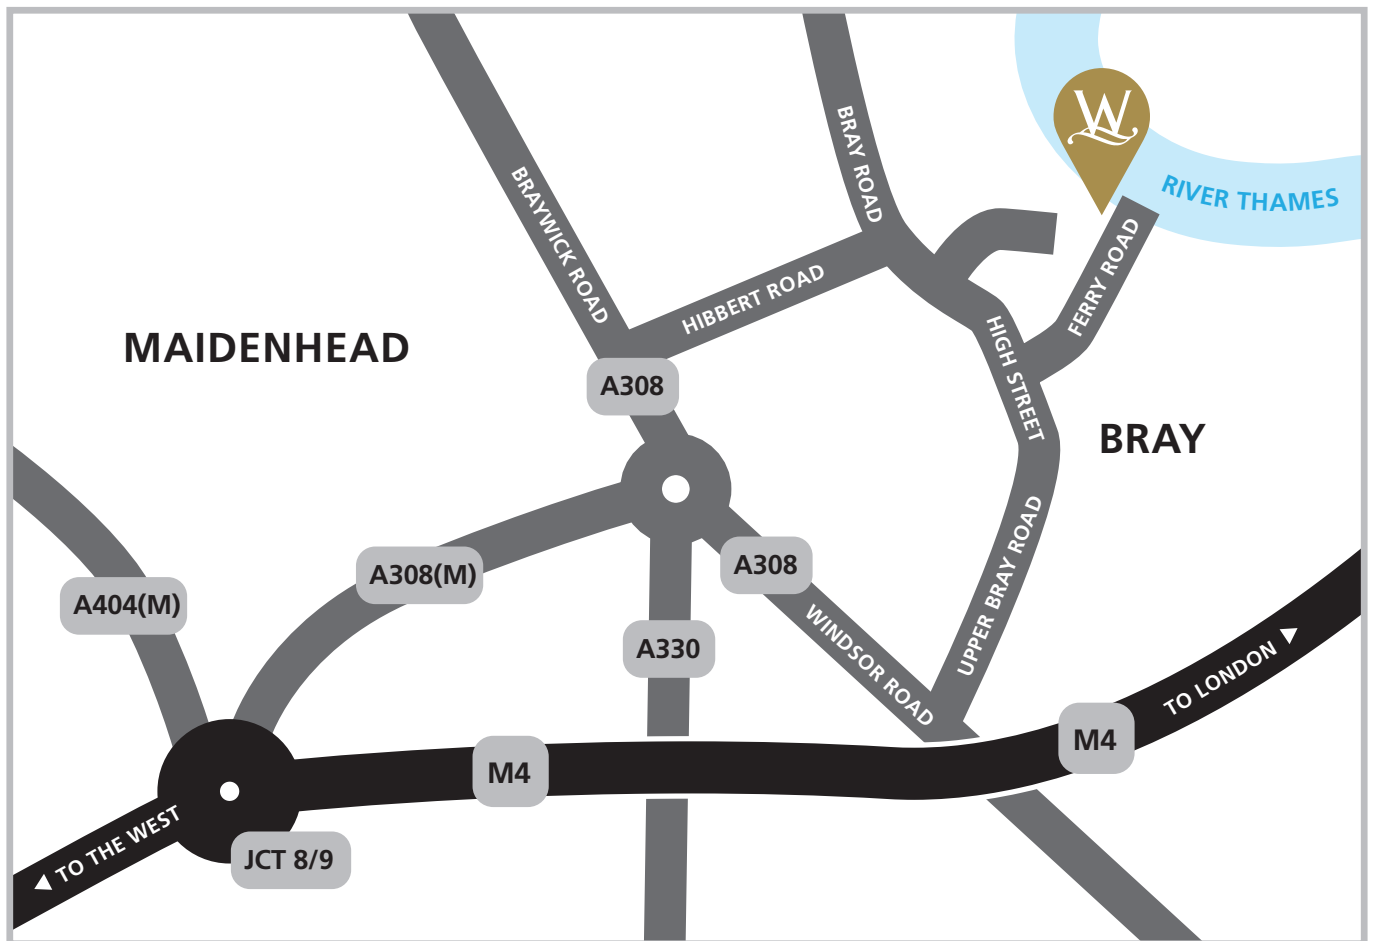 W
BRAY ROAD
RIVER THAMES
BRAYWICK ROAD
FERRY ROAD
HIBBERT ROAD
MAIDENHEAD
HIGH STREET
A308
BRAY
A308(M)
A308
A404(M)
UPPER BRAY ROAD
A330
WINDSOR ROAD
TO LONDON
M4
M4
TO THE WEST
JCT 8/9